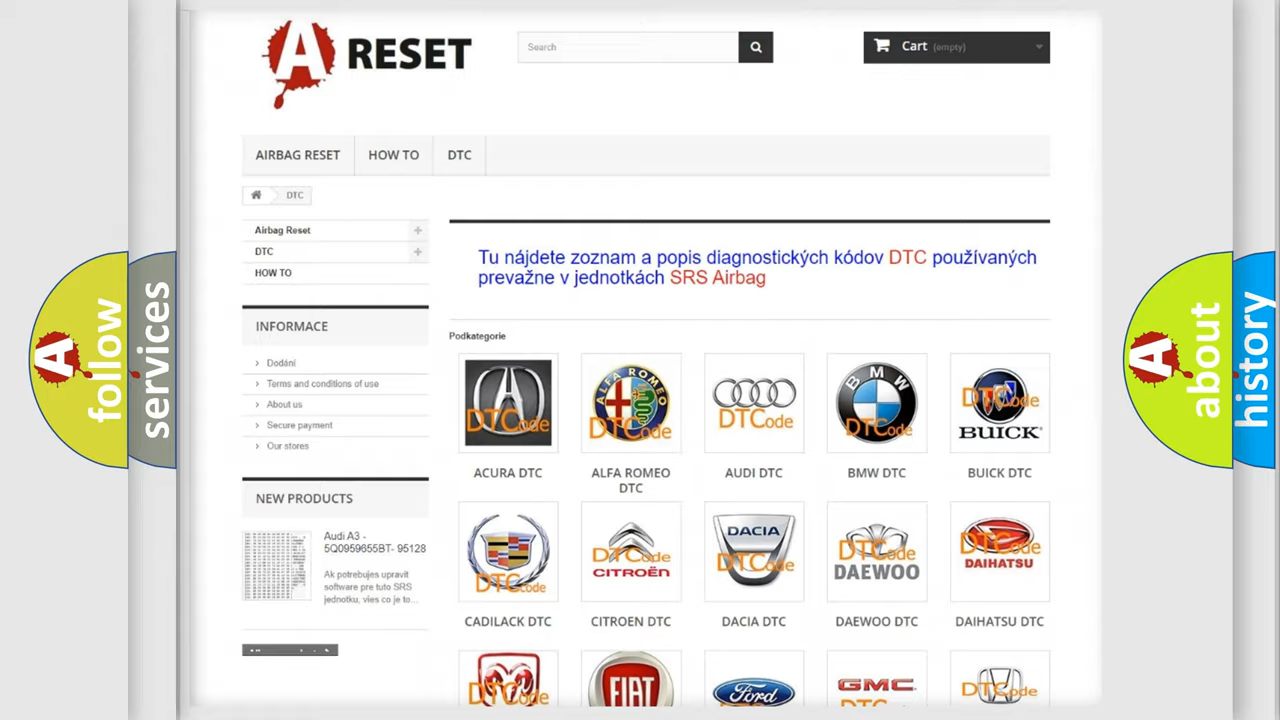 A RESET
Search
Cart (empty)
AIRBAG RESET
HOW TO
DTC
DTC
Airbag Reset
DTC
HOW TO
INFORMACE
Dodání
Terms and conditions of use
About us
Secure payment
Our stores
NEW PRODUCTS
Audi A3 -
5Q0959655BT- 95128
Ak potrebujes upravit
software pre tuto SRS
jednotku, vies co je to...
Tu nájdete zoznam a popis diagnostických kódov DTC používaných
prevažne v jednotkách SRS Airbag
Podkategorie
DTCode
ALFA ROMEO
DTCode
DTCode
BMW
DTCode
DTCode
BUICK
ACURA DTC
ALFA ROMEO
DTC
AUDI DTC
BMW DTC
BUICK DTC
DTCode
DTCode
CITROËN
DACIA
DTCode
DTCode
DAEWOO
DTCode
DAIHATSU
CADILACK DTC
CITROEN DTC
DACIA DTC
DAEWOO DTC
DAIHATSU DTC
DTCode
FIAT
Ford
GMC
DTCode
A follow
services
A about
history